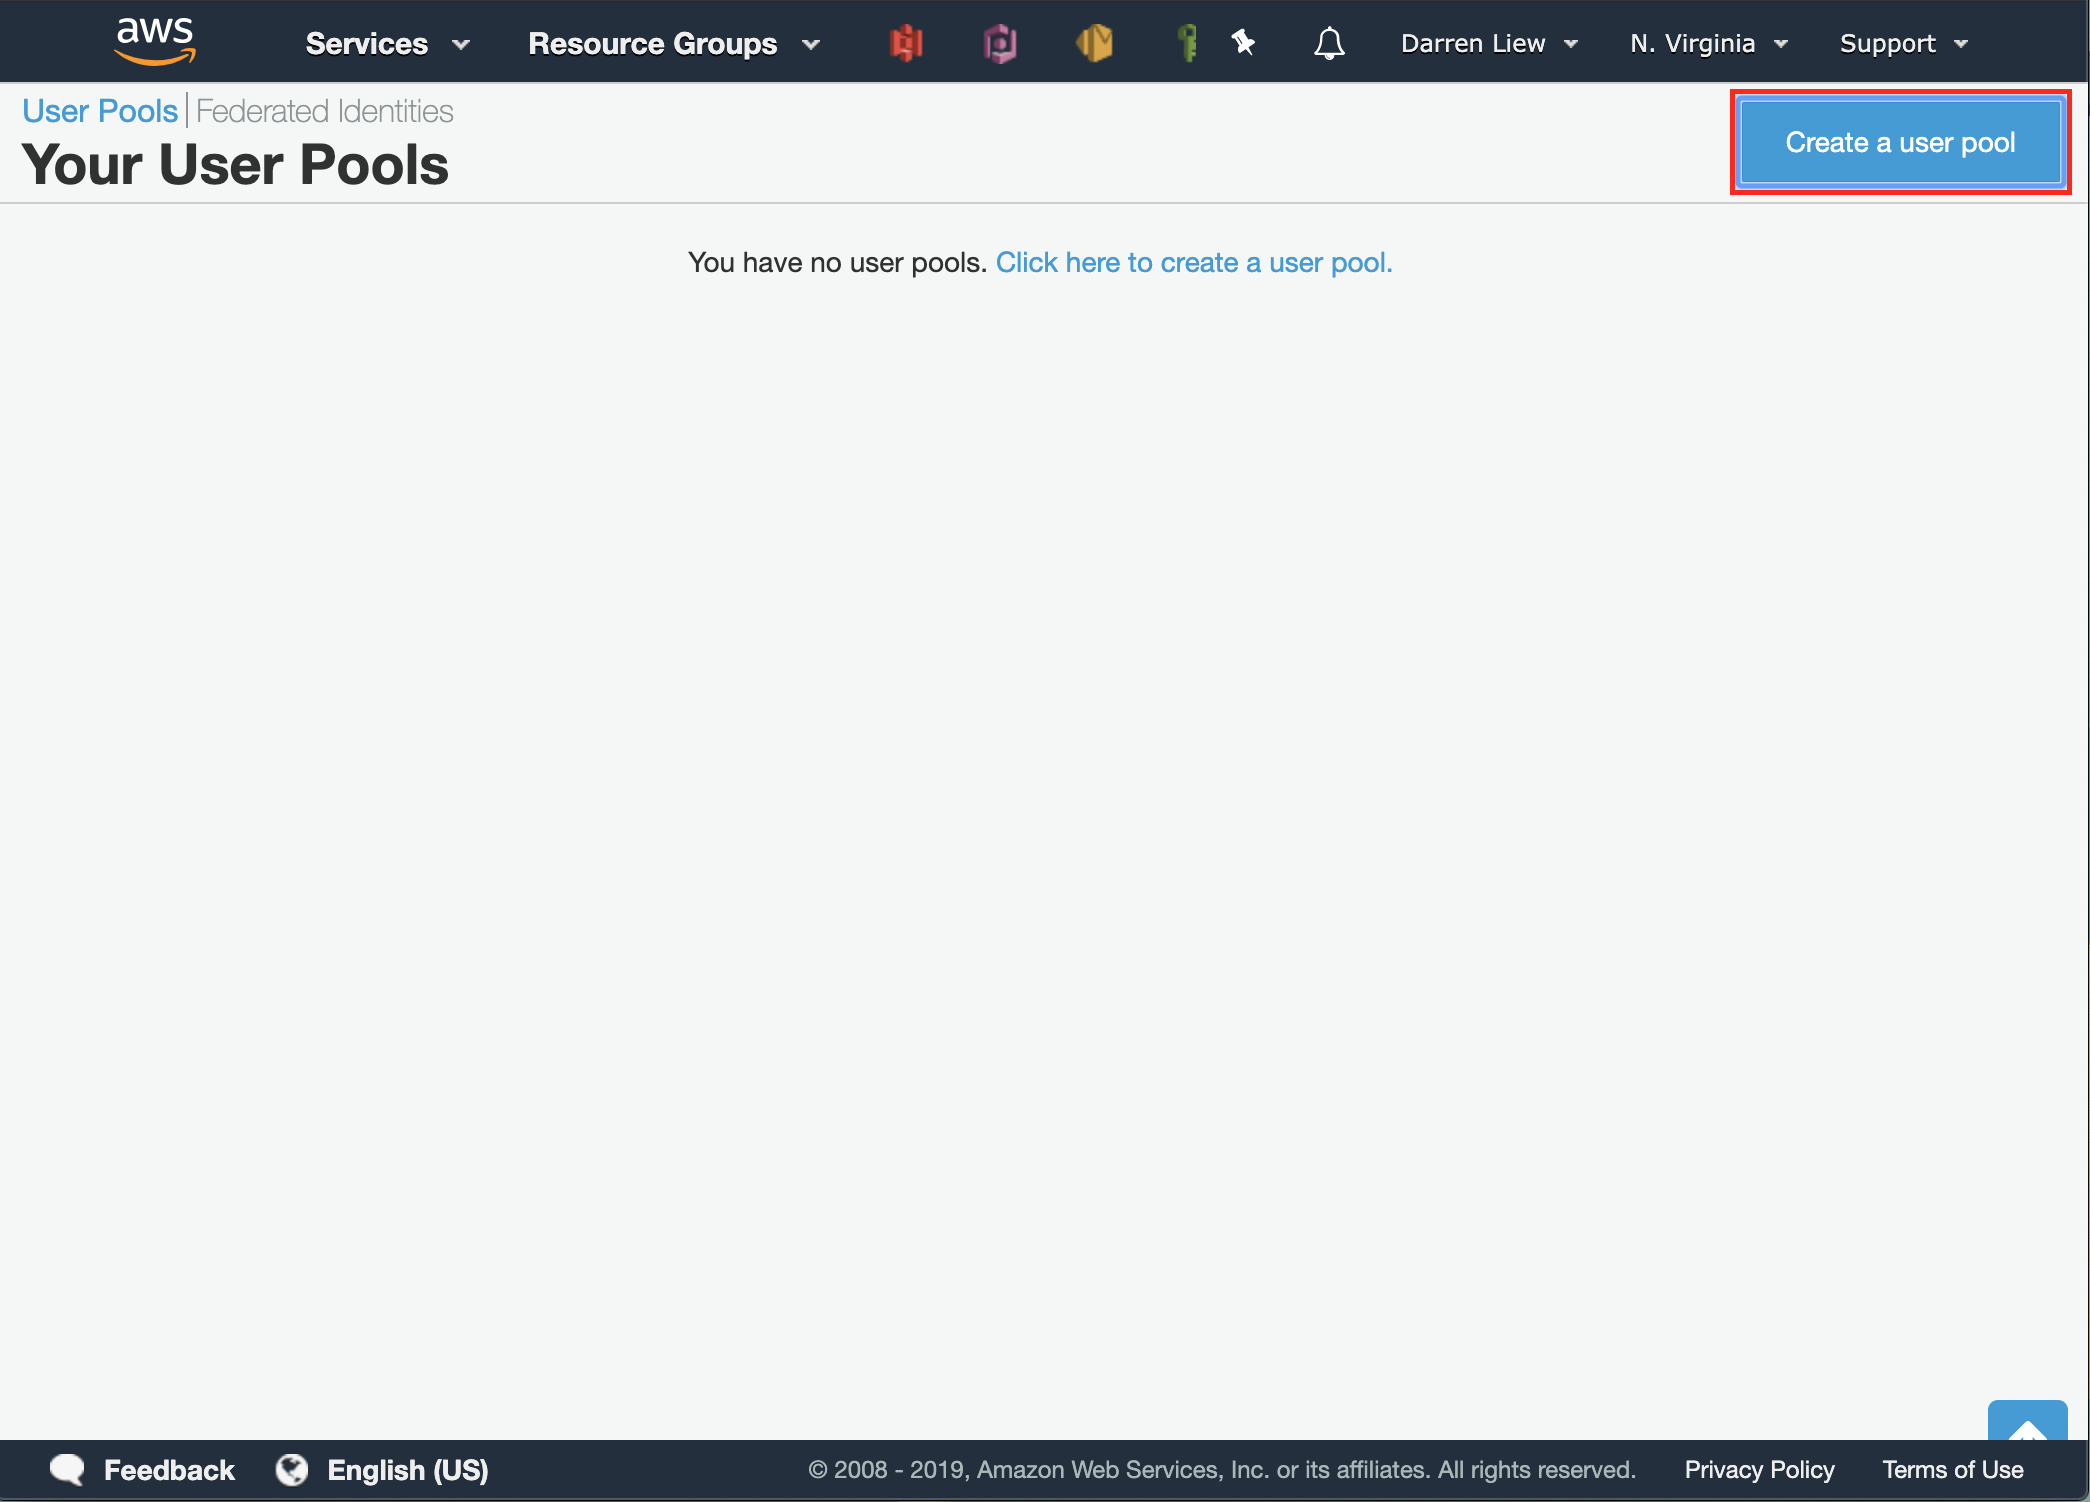 aws Services Resource Groups Darren Liew N. Virginia Support
User Pools Federated Identities
Your User Pools
Create a user pool
You have no user pools. Click here to create a user pool.
Feedback English (US) © 2008 - 2019, Amazon Web Services, Inc. or its affiliates. All rights reserved. Privacy Policy Terms of Use